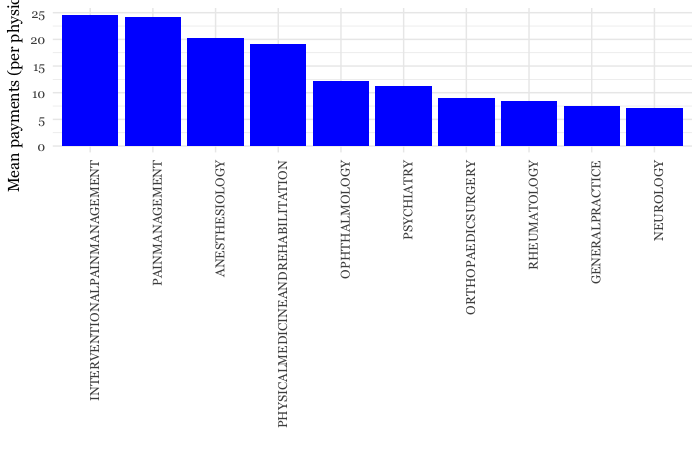 Mean payments (per physic
25
20
15
10
5
0
INTERVENTIONALPAINMANAGEMENT
PAINMANAGEMENT
ANESTHESIOLOGY
PHYSICALMEDICINEANDREHABILITATION
OPHTHALMOLOGY
PSYCHIATRY
ORTHOPAEDICSURGERY
RHEUMATOLOGY
GENERALPRACTICE
NEUROLOGY